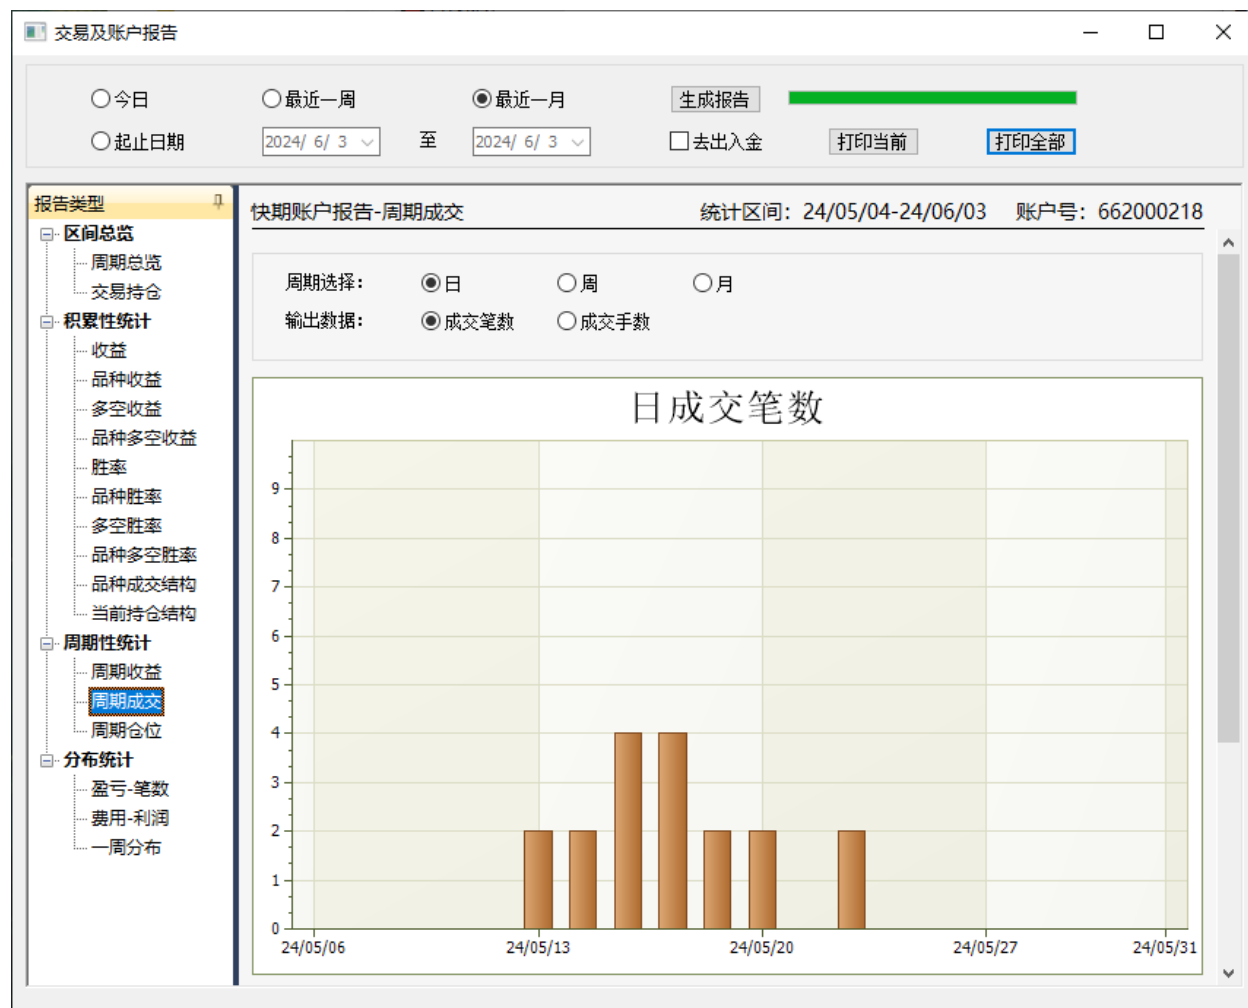 交易及账户报告
今日 最近一周 最近一月 生成报告
起止日期 2024/ 6/ 3 至 2024/ 6/ 3 去出入金 打印当前 打印全部
报告类型
区间总览
周期总览
交易持仓
积累性统计
收益
品种收益
多空收益
品种多空收益
胜率
品种胜率
多空胜率
品种多空胜率
品种成交结构
当前持仓结构
周期性统计
周期收益
周期成交
周期仓位
分布统计
盈亏-笔数
费用-利润
一周分布
快期账户报告-周期成交 统计区间：24/05/04-24/06/03 账户号：662000218
周期选择： 日 周 月
输出数据： 成交笔数 成交手数
日成交笔数
9
8
7
6
5
4
3
2
1
0
24/05/06 24/05/13 24/05/20 24/05/27 24/05/31